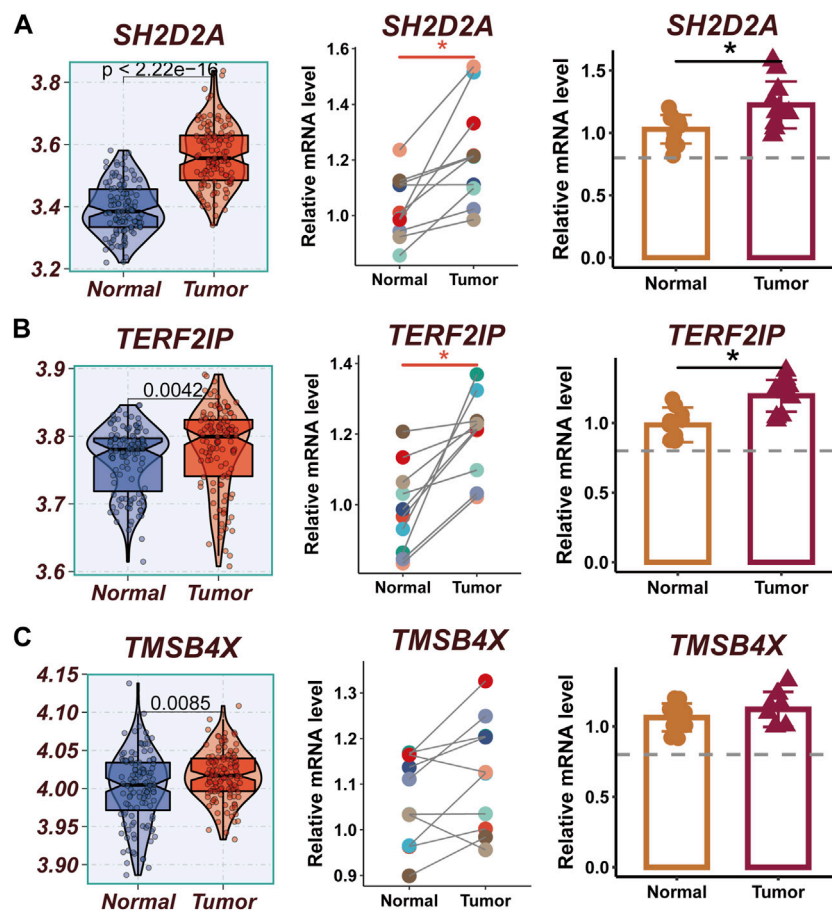 A
SH2D2A
SH2D2A
SH2D2A
p < 2.22e-16
3.8
3.6
3.4
3.2
Normal Tumor
Relative mRNA level
1.6
1.4
1.2
1.0
*
Normal Tumor
Relative mRNA level
1.5
1.0
0.5
0.0
*
Normal Tumor
B
TERF2IP
TERF2IP
TERF2IP
0.0042
3.9
3.8
3.7
3.6
Normal Tumor
Relative mRNA level
1.4
1.2
1.0
*
Normal Tumor
Relative mRNA level
1.0
0.5
0.0
*
Normal Tumor
C
TMSB4X
TMSB4X
TMSB4X
0.0085
4.15
4.10
4.05
4.00
3.95
3.90
Normal Tumor
Relative mRNA level
1.3
1.2
1.1
1.0
0.9
Normal Tumor
Relative mRNA level
1.0
0.5
0.0
Normal Tumor